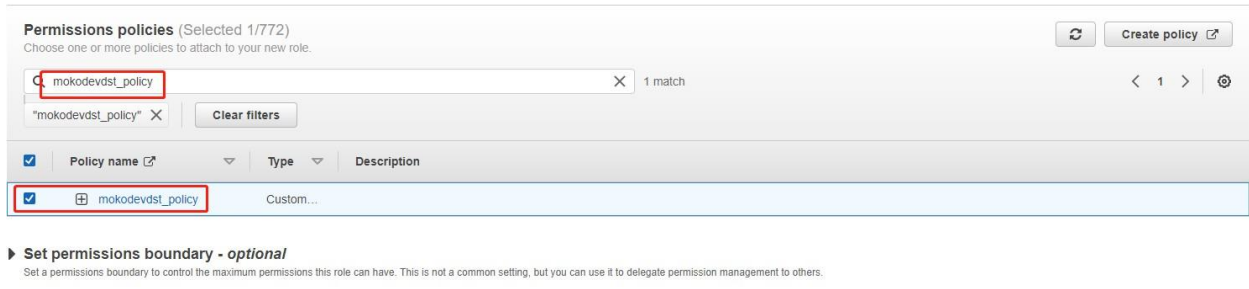 Permissions policies (Selected 1/772)
Choose one or more policies to attach to your new role.
Create policy
mokodevdst_policy
1 match
1
"mokodevdst_policy"
Clear filters
Policy name
Type
Description
mokodevdst_policy
Custom...
Set permissions boundary - optional
Set a permissions boundary to control the maximum permissions this role can have. This is not a common setting, but you can use it to delegate permission management to others.